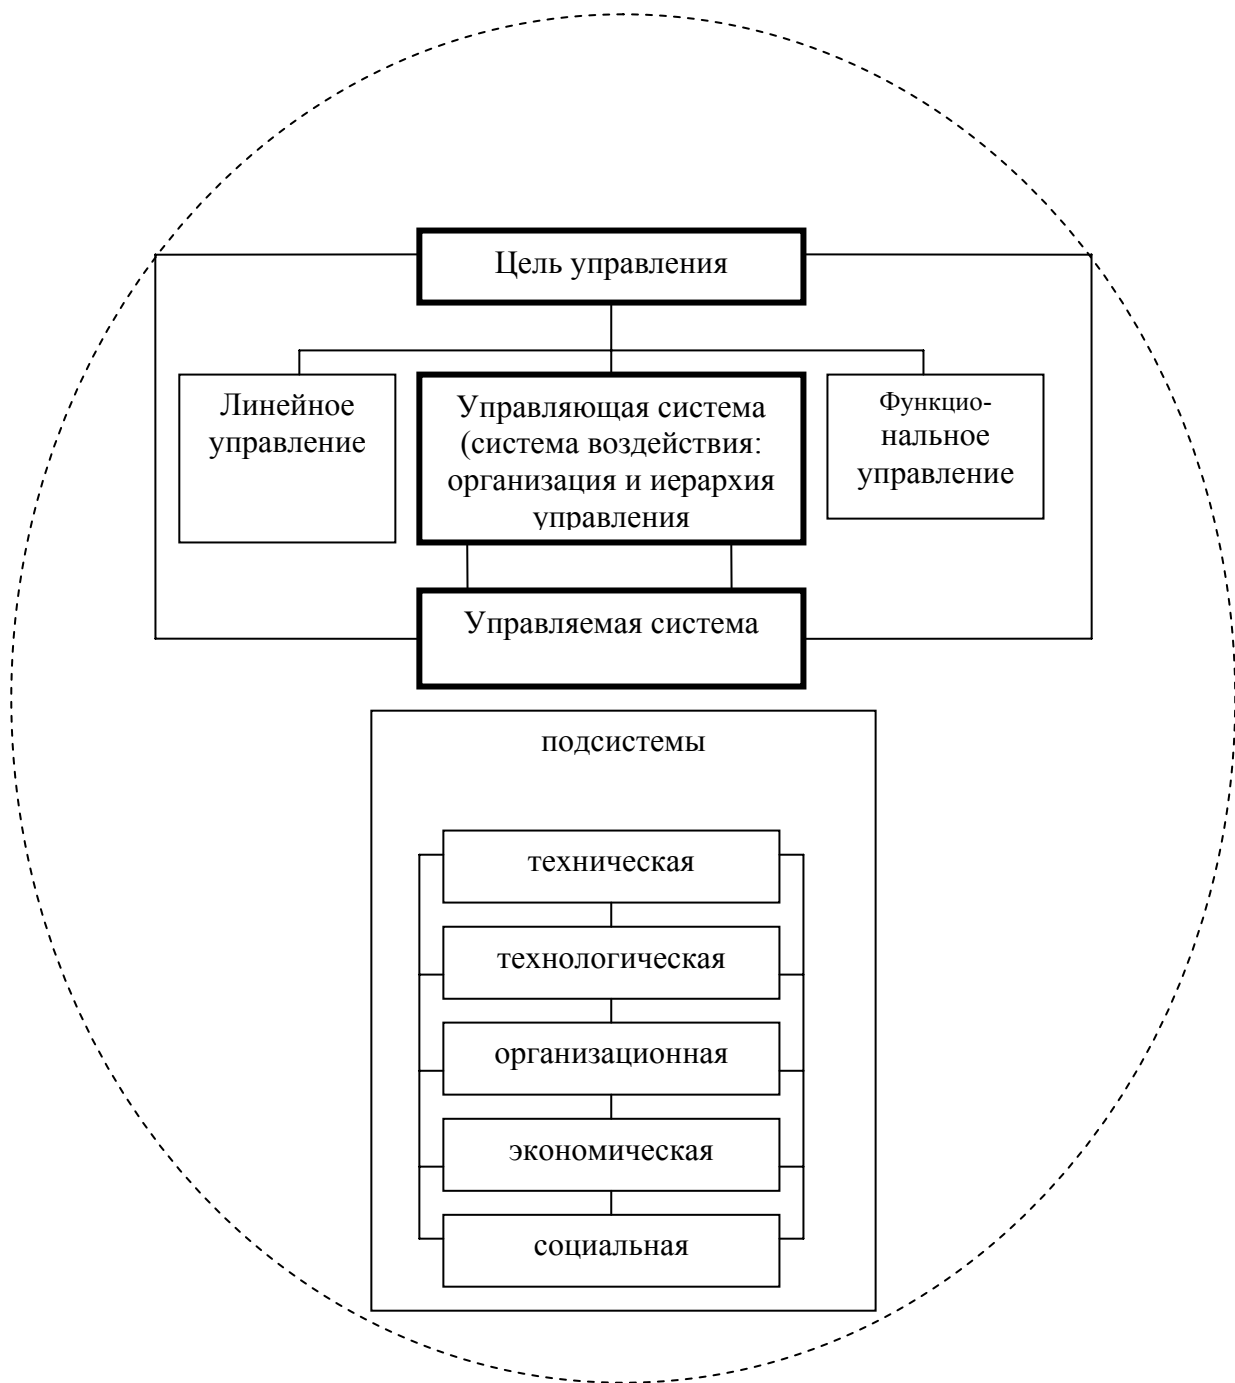 Цель управления
Линейное
управление
Управляющая система
(система воздействия:
организация и иерархия
управления
Функцио-
нальное
управление
Управляемая система
подсистемы
техническая
технологическая
организационная
экономическая
социальная